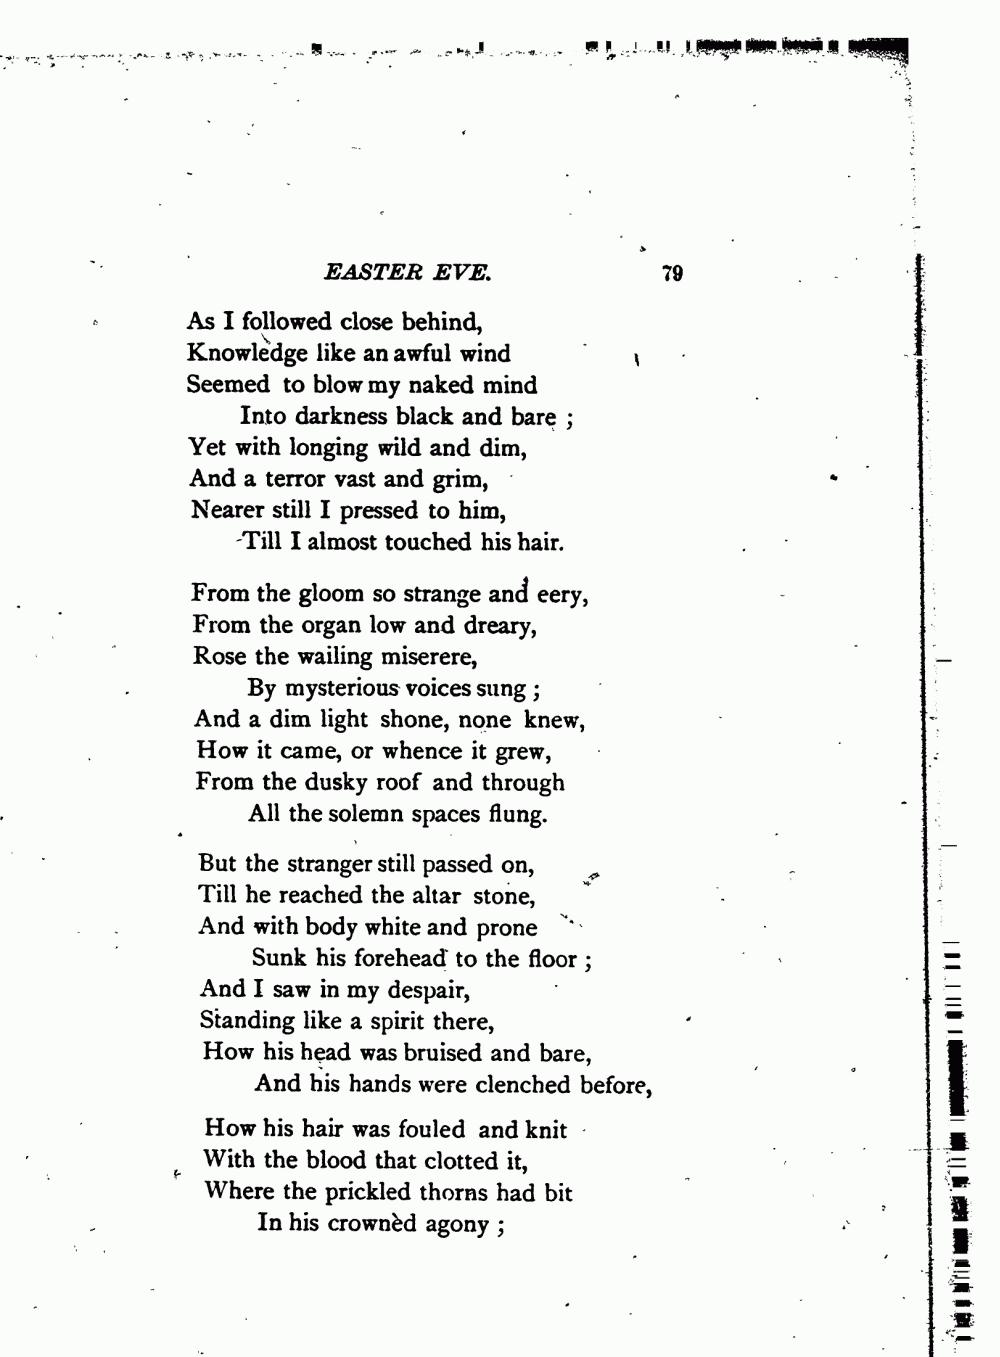 EASTER EVE. 79
As I followed close behind,
Knowledge like an awful wind
Seemed to blow my naked mind
Into darkness black and bare ;
Yet with longing wild and dim,
And a terror vast and grim,
Nearer still I pressed to him,
Till I almost touched his hair.
From the gloom so strange and eery,
From the organ low and dreary,
Rose the wailing miserere,
By mysterious voices sung ;
And a dim light shone, none knew,
How it came, or whence it grew,
From the dusky roof and through
All the solemn spaces flung.
But the stranger still passed on,
Till he reached the altar stone,
And with body white and prone
Sunk his forehead to the floor ;
And I saw in my despair,
Standing like a spirit there,
How his head was bruised and bare,
And his hands were clenched before,
How his hair was fouled and knit
With the blood that clotted it,
Where the prickled thorns had bit
In his crownèd agony ;